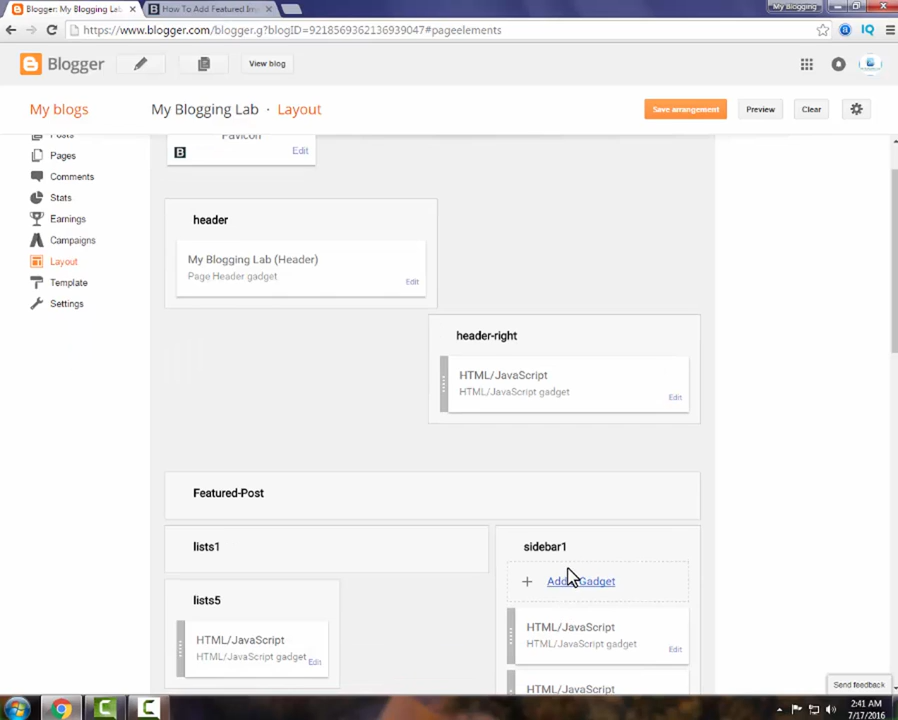 Blogger: My Blogging Lab
How To Add Featured Im
My Blogging
https://www.blogger.com/blogger.g?blogID=9218569362136939047#pageelements
Blogger
View blog
My blogs
My Blogging Lab · Layout
Save arrangement
Preview
Clear
Posts
Pages
Comments
Stats
Earnings
Campaigns
Layout
Template
Settings
Favicon
Edit
header
My Blogging Lab (Header)
Page Header gadget
Edit
header-right
HTML/JavaScript
HTML/JavaScript gadget
Edit
Featured-Post
lists1
sidebar1
Add Gadget
lists5
HTML/JavaScript
HTML/JavaScript gadget
Edit
HTML/JavaScript
HTML/JavaScript gadget
Edit
HTML/JavaScript
Send feedback
2:41 AM
7/17/2016